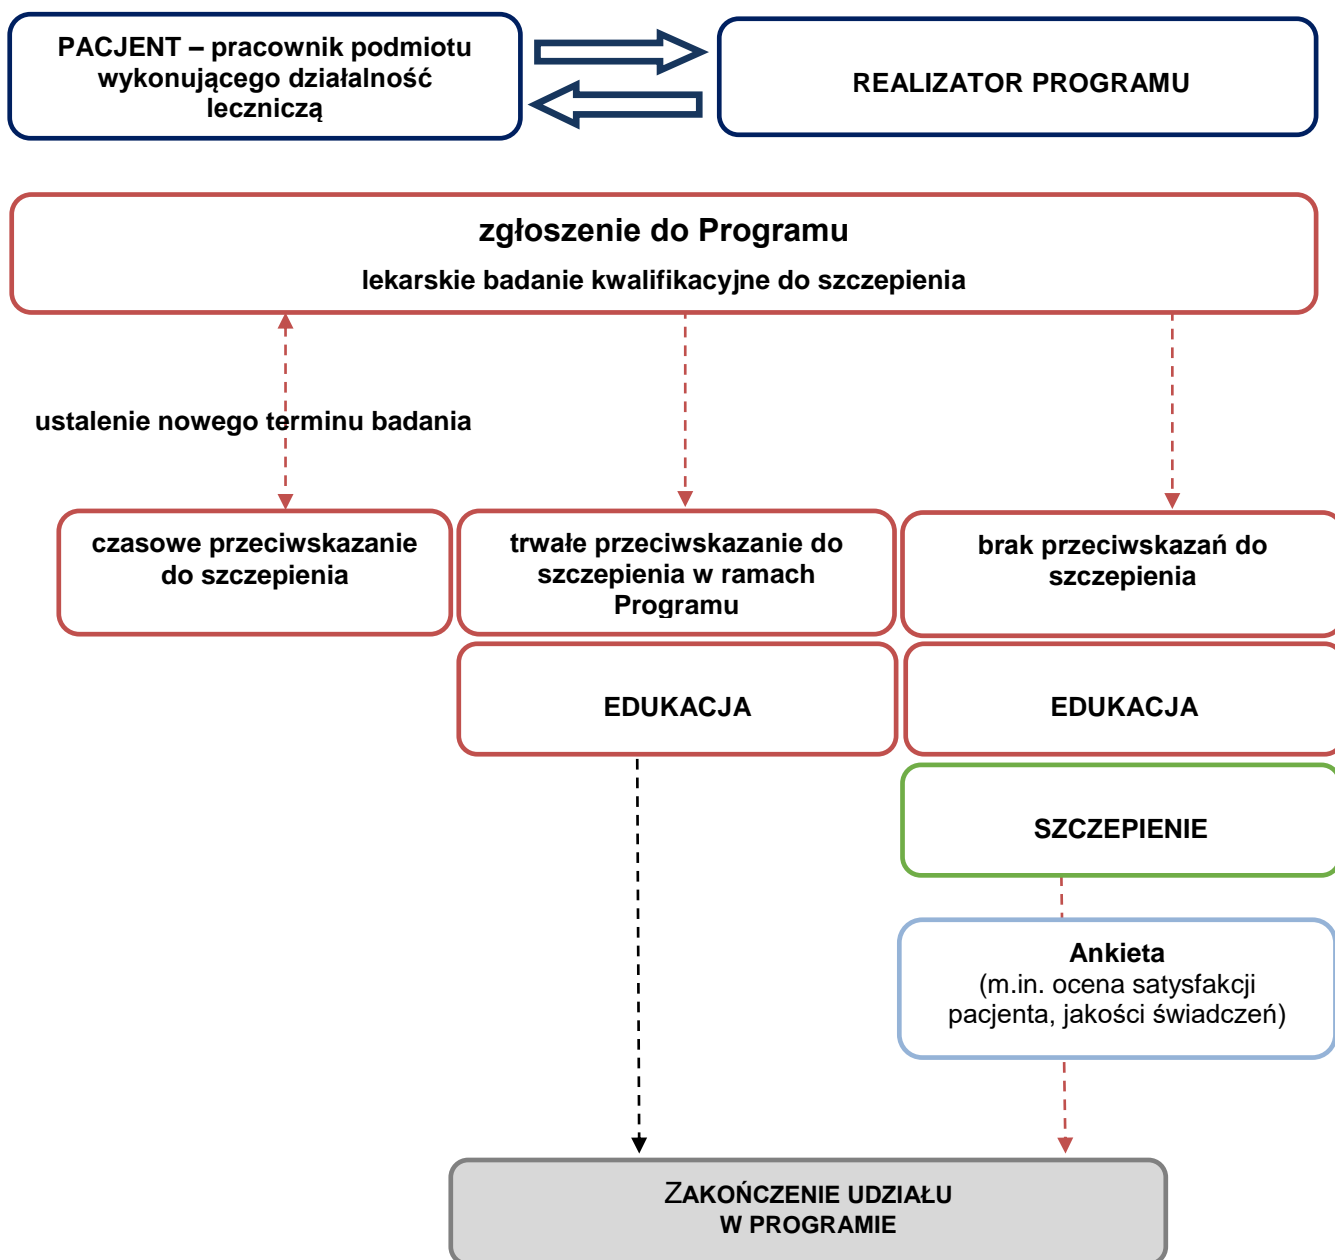 PACJENT – pracownik podmiotu
wykonującego działalność
leczniczą
REALIZATOR PROGRAMU
zgłoszenie do Programu
lekarskie badanie kwalifikacyjne do szczepienia
ustalenie nowego terminu badania
czasowe przeciwskazanie
do szczepienia
trwałe przeciwskazanie do
szczepienia w ramach
Programu
brak przeciwskazań do
szczepienia
EDUKACJA
EDUKACJA
SZCZEPIENIE
Ankieta
(m.in. ocena satysfakcji
pacjenta, jakości świadczeń)
ZAKOŃCZENIE UDZIAŁU
W PROGRAMIE